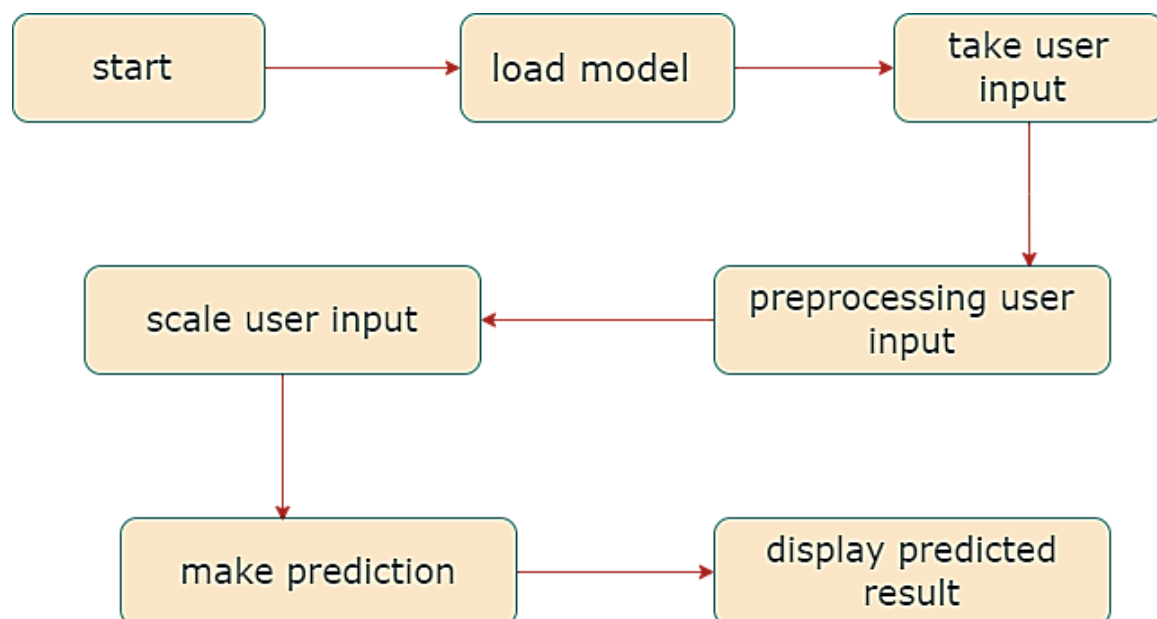 start
load model
take user
input
preprocessing user
input
scale user input
make prediction
display predicted
result